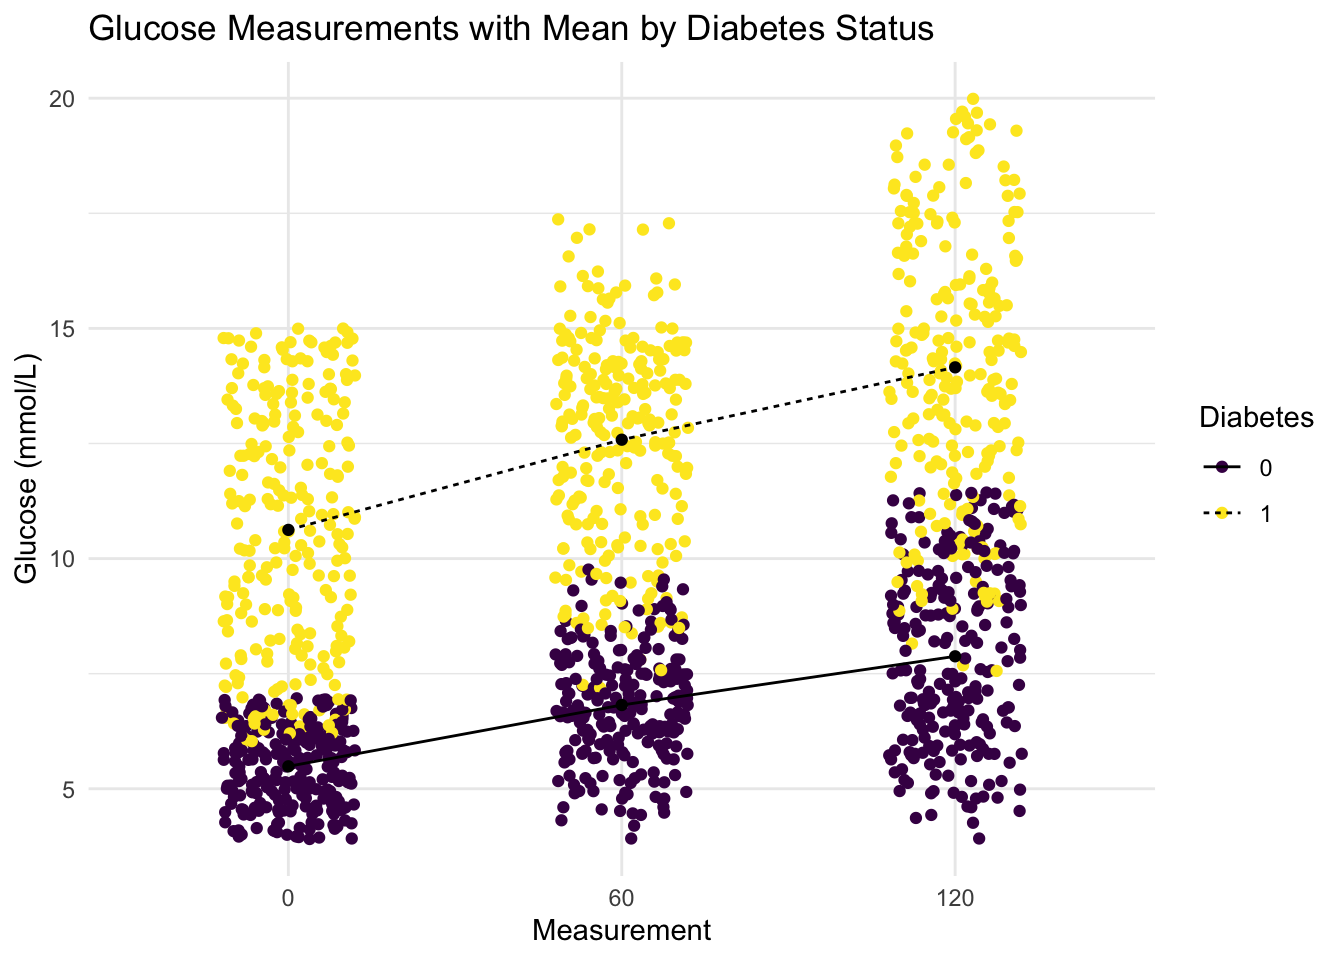 Glucose Measurements with Mean by Diabetes Status
20
15
10
5
Glucose (mmol/L)
0
60
120
Measurement
Diabetes
0
1